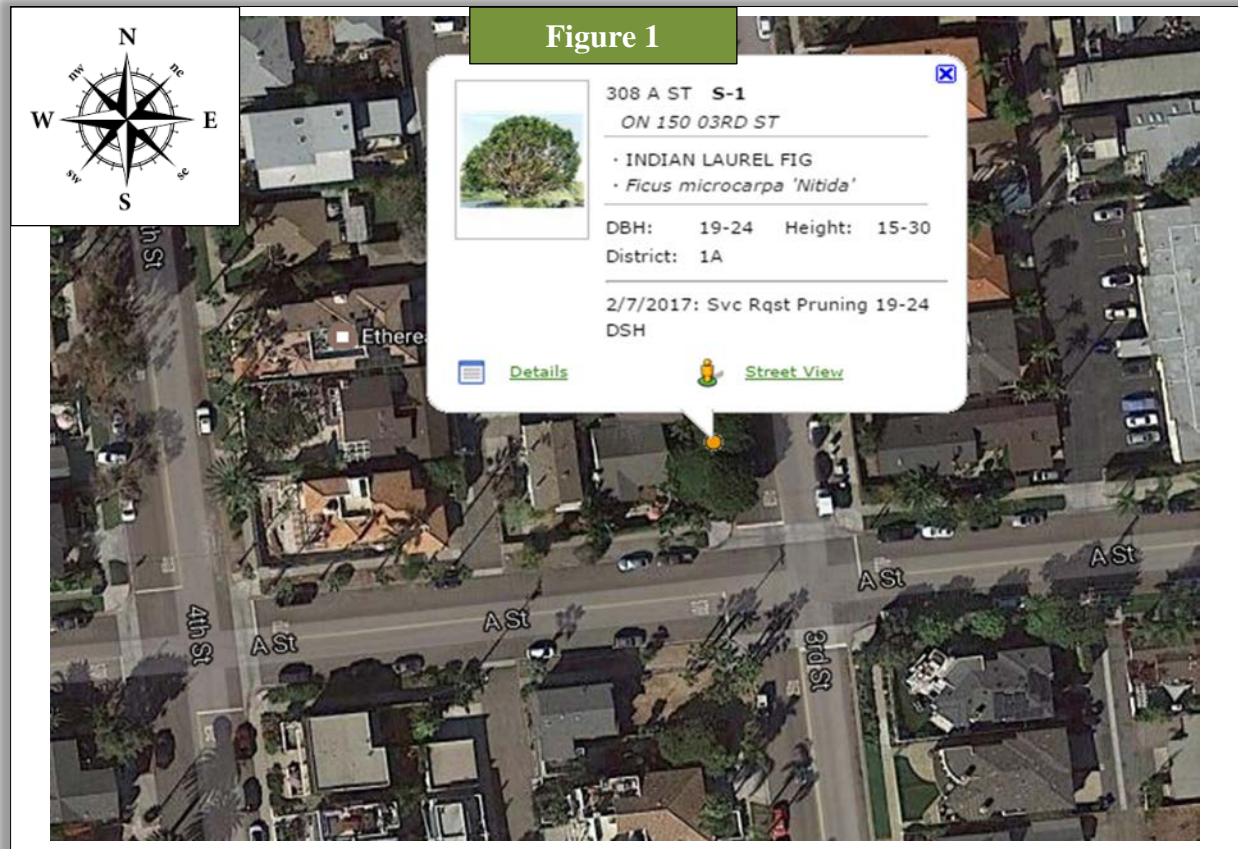 Figure 1
N
nw
ne
W
E
sw
se
S
308 A ST S-1
ON 150 03RD ST
· INDIAN LAUREL FIG
· Ficus microcarpa 'Nitida'
DBH: 19-24 Height: 15-30
District: 1A
2/7/2017: Svc Rqst Pruning 19-24
DSH
Details
Street View
th St
Etherea
A St
A St
A St
A St
4th St
3rd St